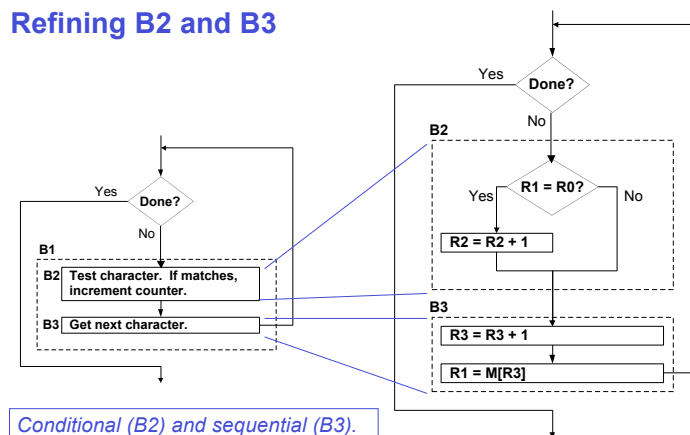 Refining B2 and B3
Yes
Done?
No
B1
B2
Test character.  If matches,
increment counter.
B3
Get next character.
Yes
Done?
No
B2
R1 = R0?
Yes
No
R2 = R2 + 1
B3
R3 = R3 + 1
R1 = M[R3]
Conditional (B2) and sequential (B3).